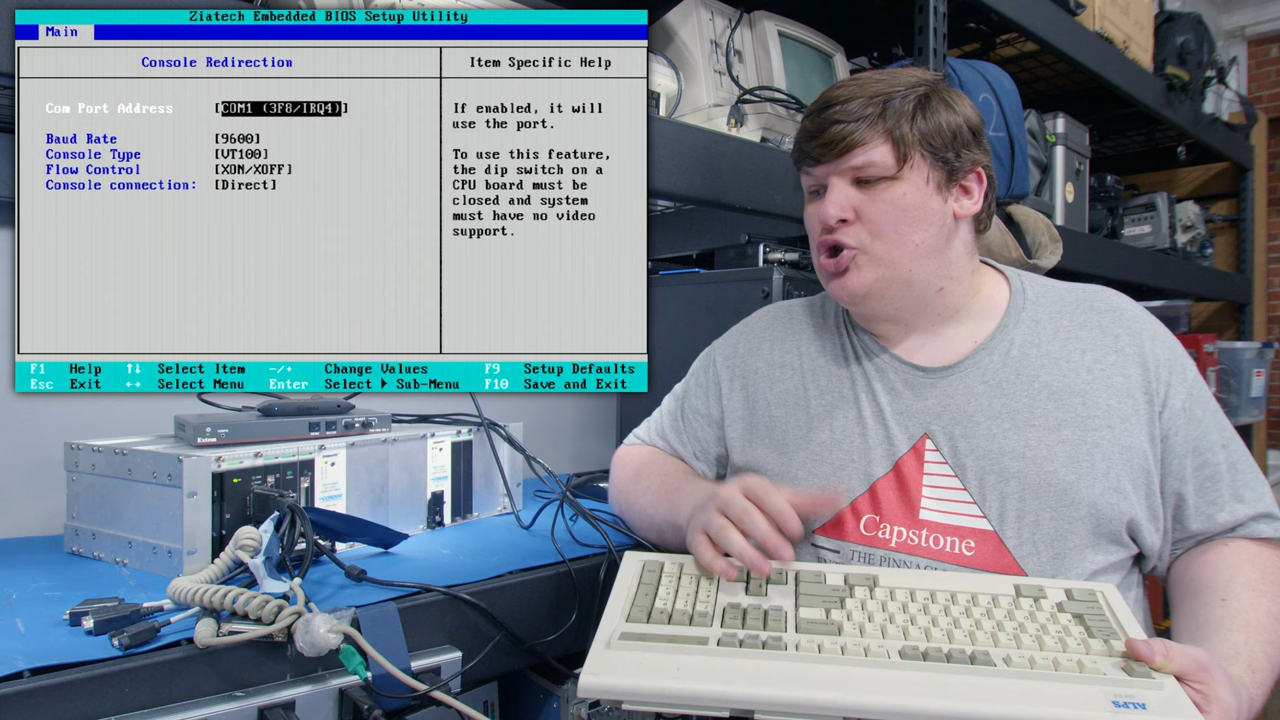 Ziatech Embedded BIOS Setup Utility
Main
Console Redirection
Item Specific Help
Com Port Address [COM1 (3F8/IRQ4)]
Baud Rate [9600]
Console Type [VT100]
Flow Control [XON/XOFF]
Console connection: [Direct]
If enabled, it will
use the port.
To use this feature,
the dip switch on a
CPU board must be
closed and system
must have no video
support.
F1 Help ↑↓ Select Item -/+ Change Values F9 Setup Defaults
Esc Exit ↔ Select Menu Enter Select ▶ Sub-Menu F10 Save and Exit
Extron
2
Capstone
THE PINNAC
ALPS